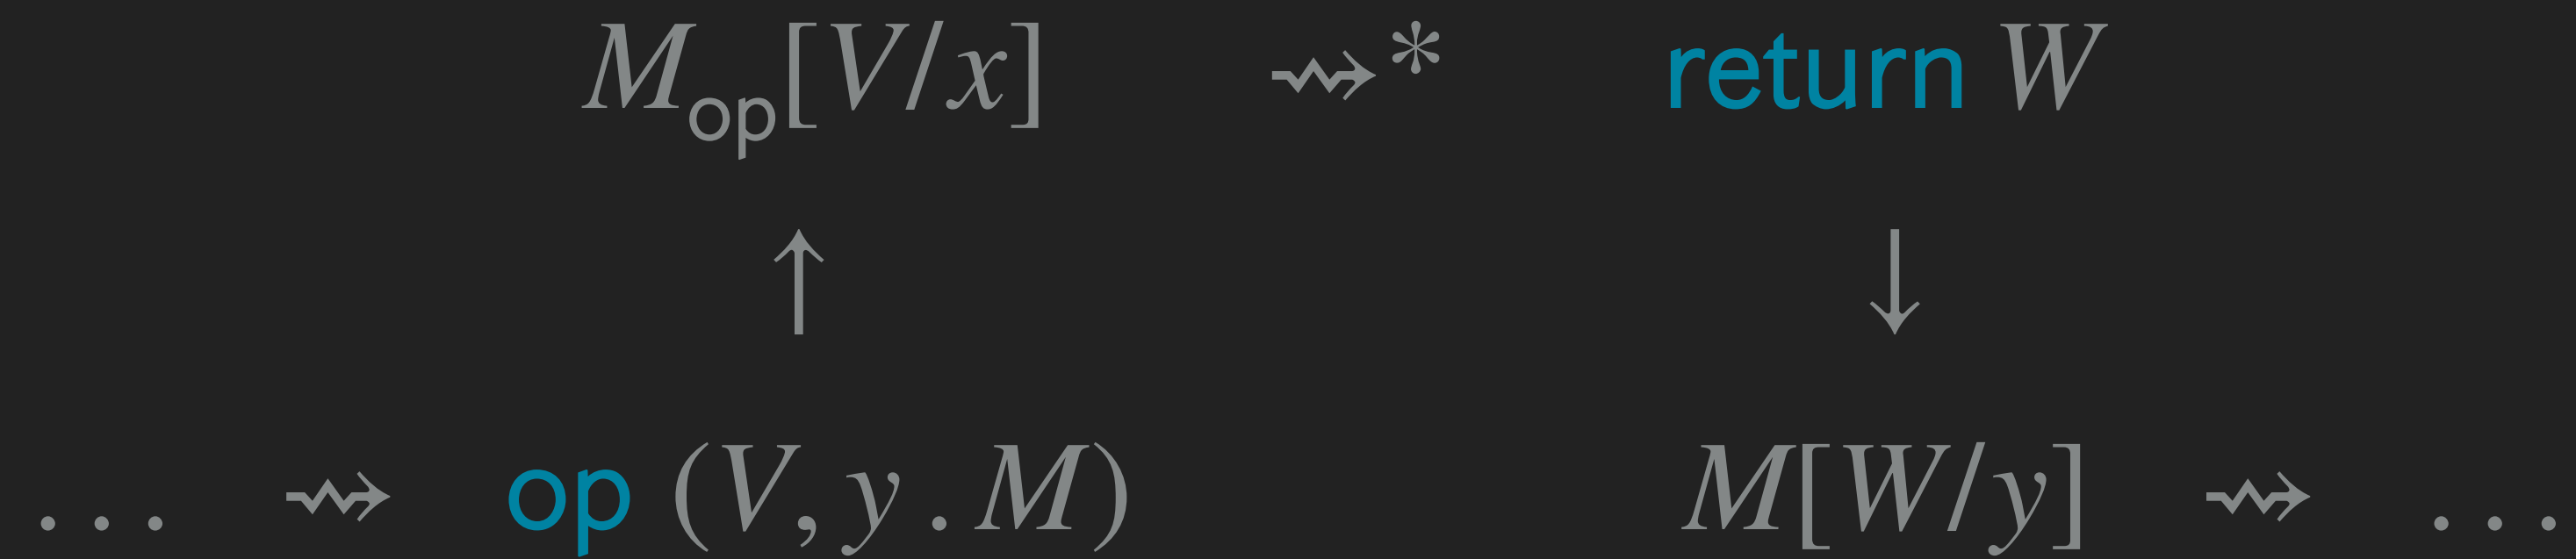 M_op[V/x] ⇝* return W
↑ ↓
… ⇝ op (V, y . M) M[W/y] ⇝ …